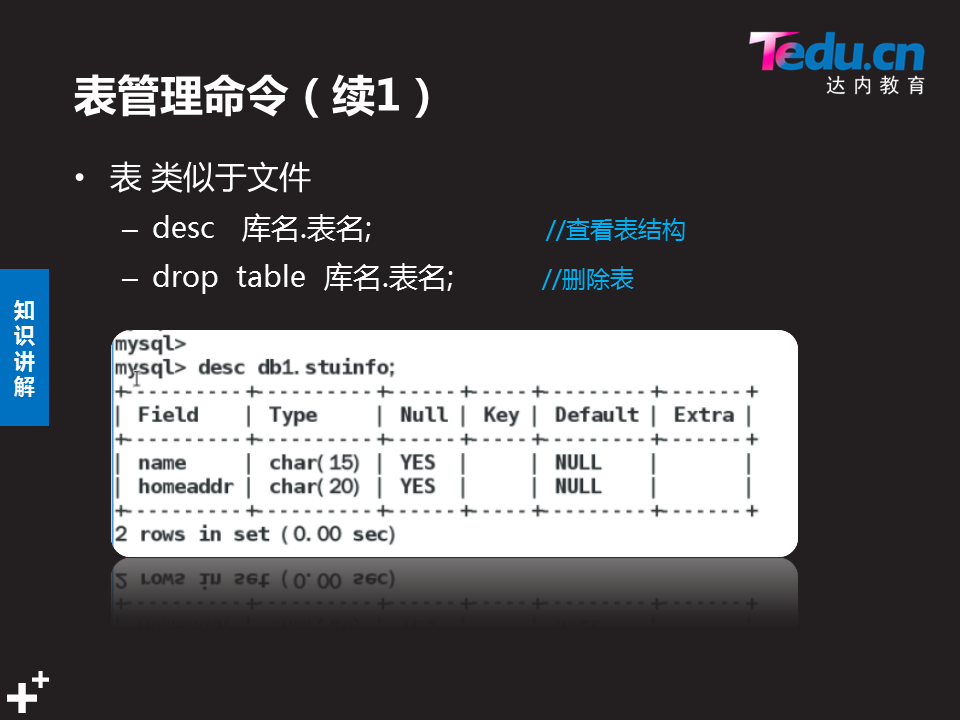 Tedu.cn
达内教育
表管理命令（续1）
• 表 类似于文件
– desc 库名.表名; //查看表结构
– drop table 库名.表名; //删除表
知识讲解
mysql>
mysql> desc db1.stuinfo;
+----------+----------+------+-----+---------+-------+
| Field | Type | Null | Key | Default | Extra |
+----------+----------+------+-----+---------+-------+
| name | char(15) | YES | | NULL | |
| homeaddr | char(20) | YES | | NULL | |
+----------+----------+------+-----+---------+-------+
2 rows in set (0.00 sec)